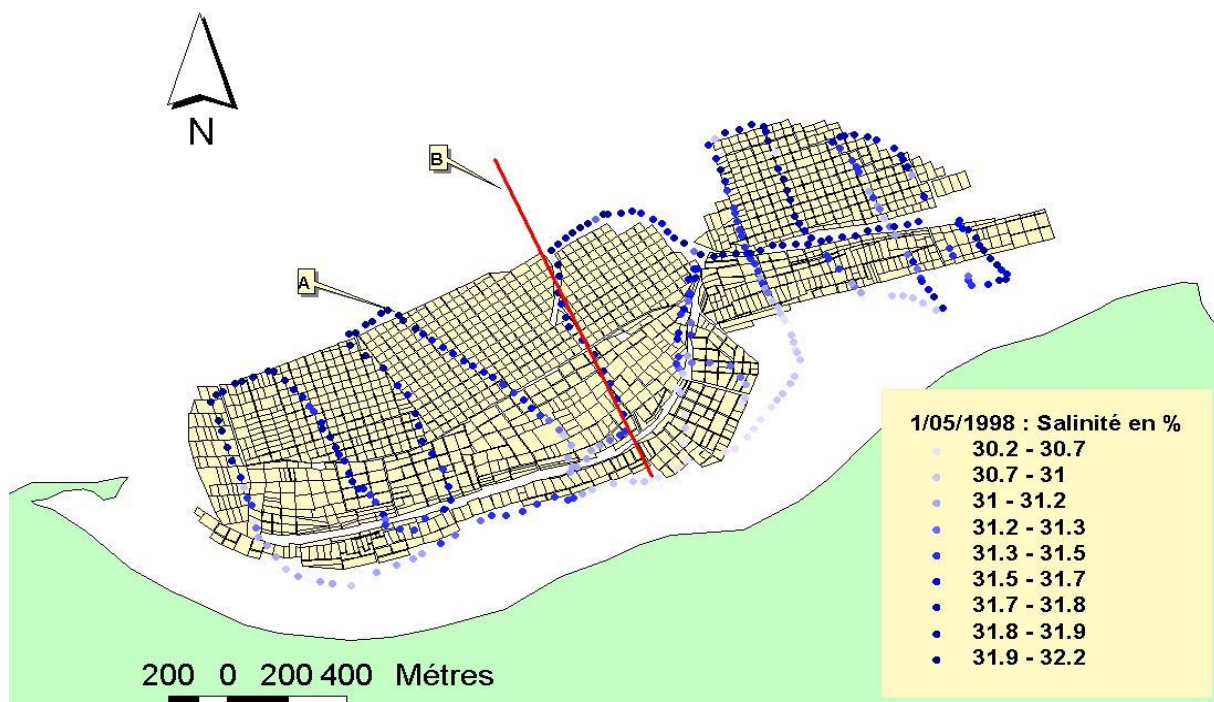 N
B
A
1/05/1998 : Salinité en %
30.2 - 30.7
30.7 - 31
31 - 31.2
31.2 - 31.3
31.3 - 31.5
31.5 - 31.7
31.7 - 31.8
31.8 - 31.9
31.9 - 32.2
200 0 200 400 Métres